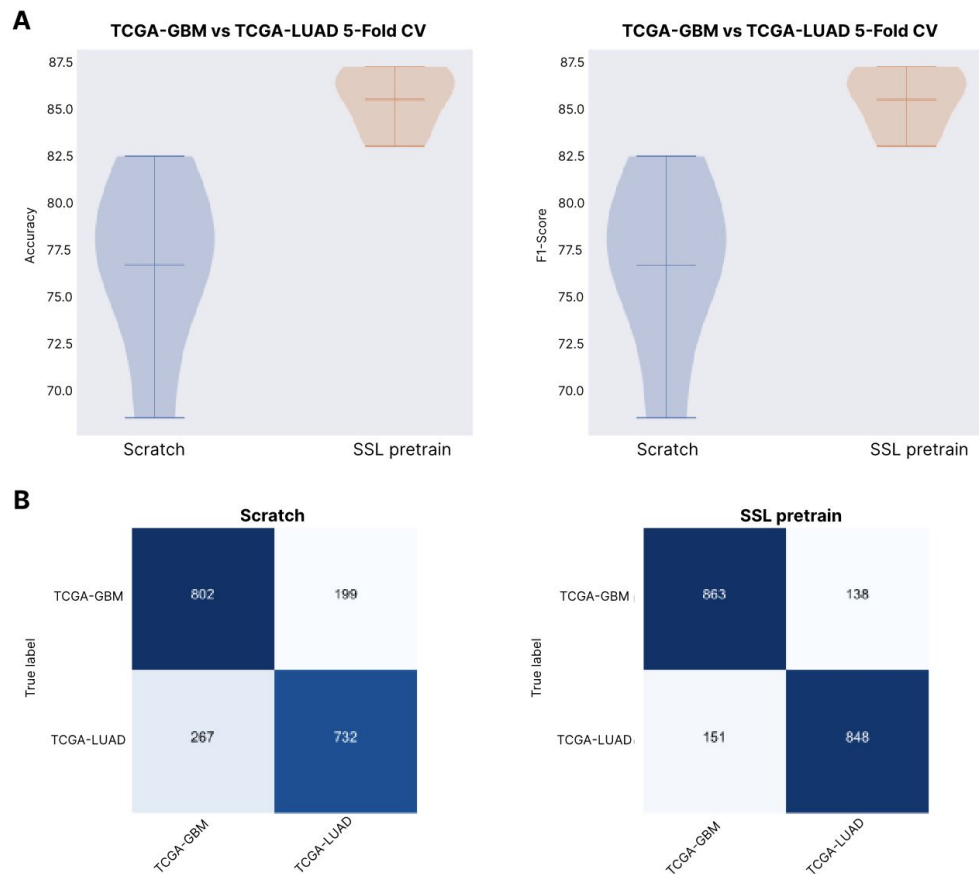 A
TCGA-GBM vs TCGA-LUAD 5-Fold CV
Accuracy
87.5
85.0
82.5
80.0
77.5
75.0
72.5
70.0
Scratch
SSL pretrain
TCGA-GBM vs TCGA-LUAD 5-Fold CV
F1-Score
87.5
85.0
82.5
80.0
77.5
75.0
72.5
70.0
Scratch
SSL pretrain
B
Scratch
True label
TCGA-GBM
802
199
TCGA-LUAD
267
732
TCGA-GBM
TCGA-LUAD
SSL pretrain
True label
TCGA-GBM
863
138
TCGA-LUAD
151
848
TCGA-GBM
TCGA-LUAD